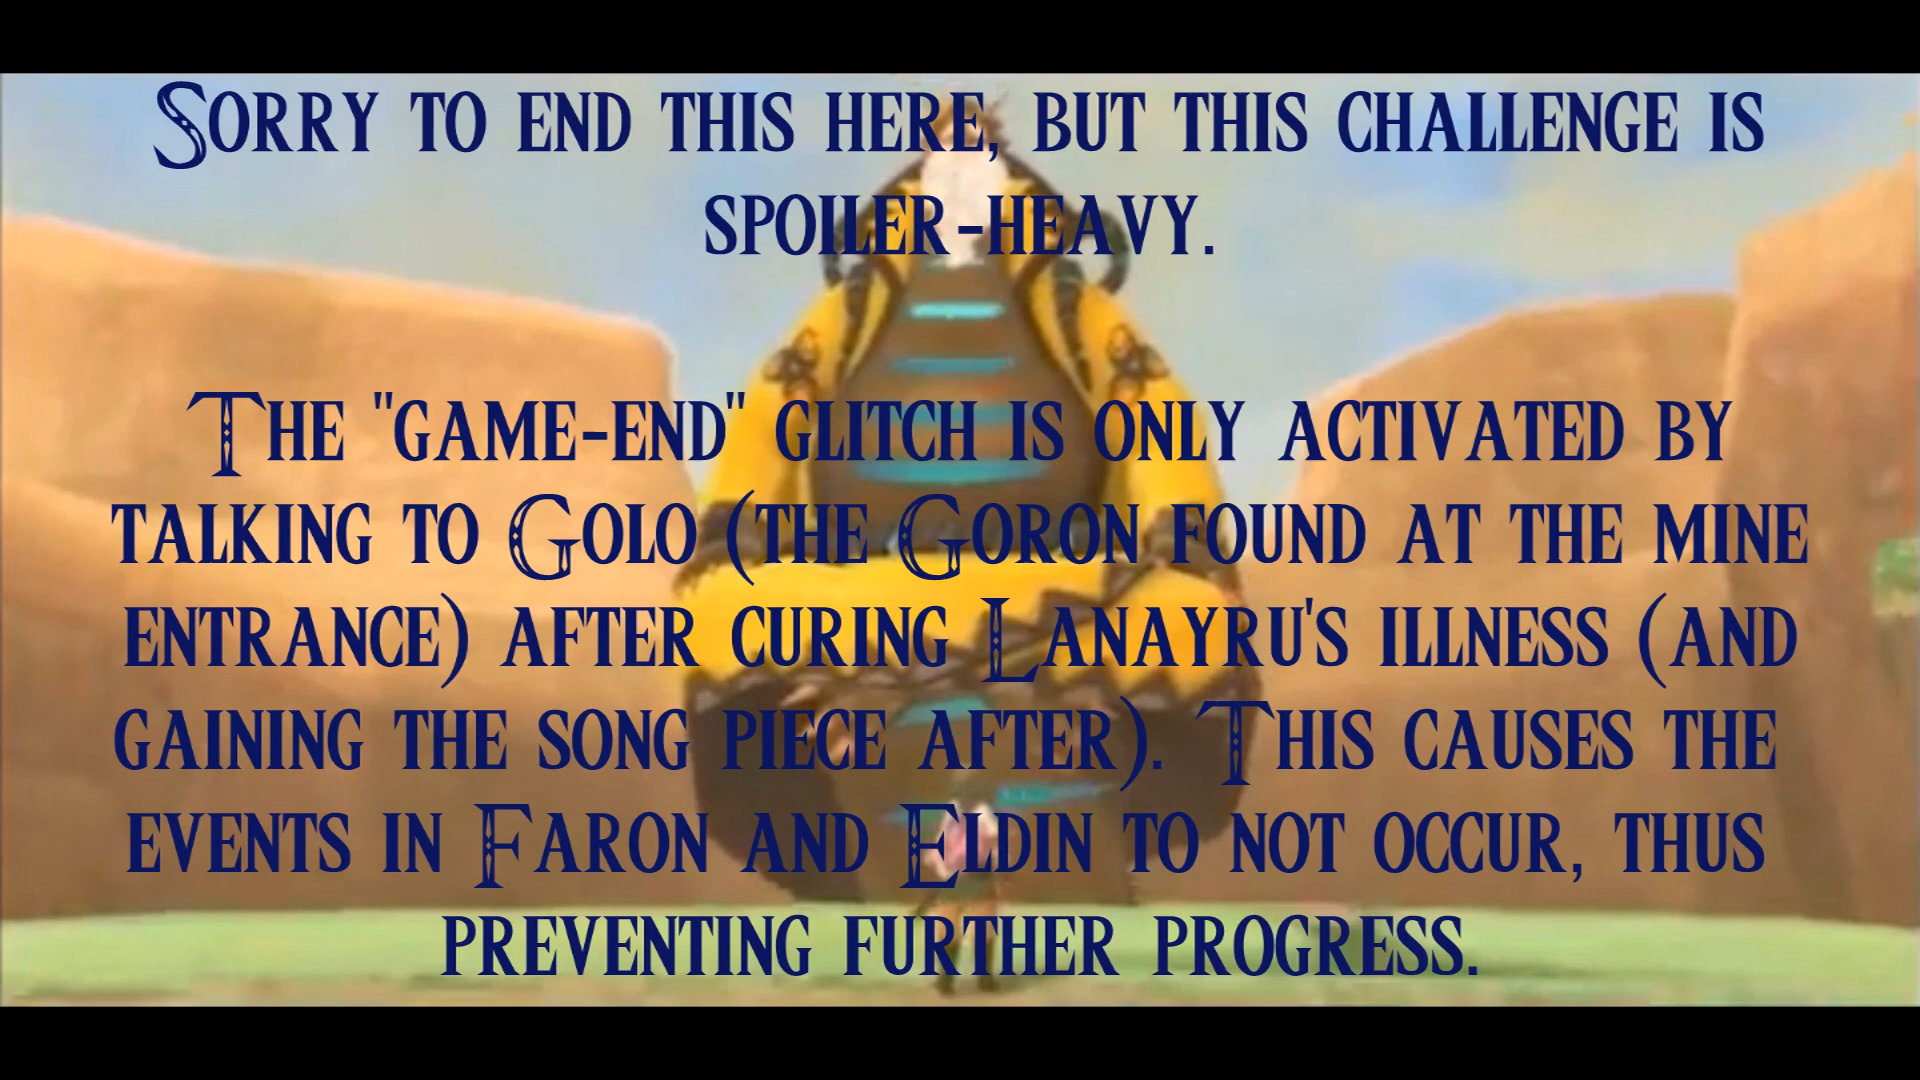 Sorry to end this here, but this challenge is
spoiler-heavy.
The "game-end" glitch is only activated by
talking to Golo (the Goron found at the mine
entrance) after curing Lanayru's illness (and
gaining the song piece after). This causes the
events in Faron and Eldin to not occur, thus
preventing further progress.